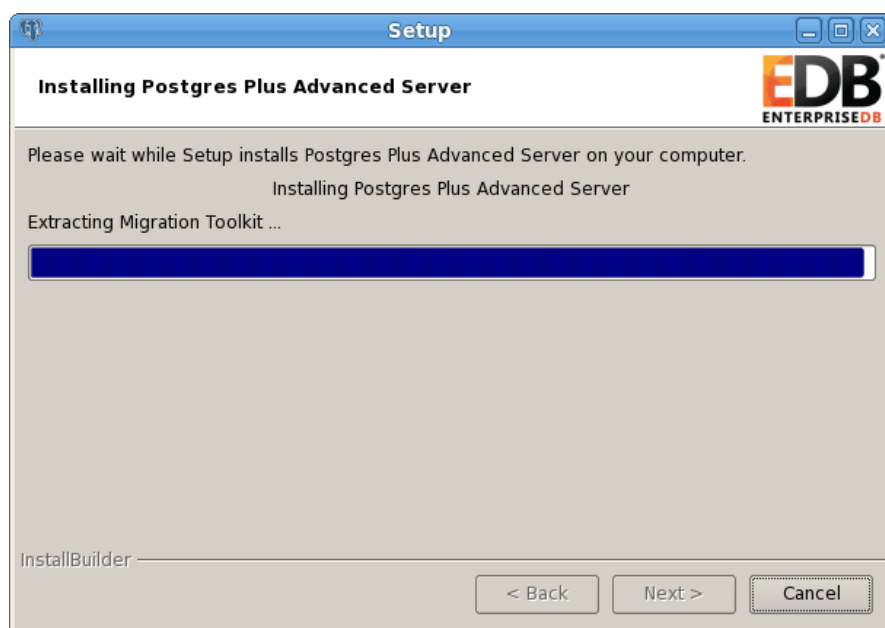 Setup
Installing Postgres Plus Advanced Server
EDB
ENTERPRISEDB
Please wait while Setup installs Postgres Plus Advanced Server on your computer.
Installing Postgres Plus Advanced Server
Extracting Migration Toolkit ...
InstallBuilder
< Back
Next >
Cancel